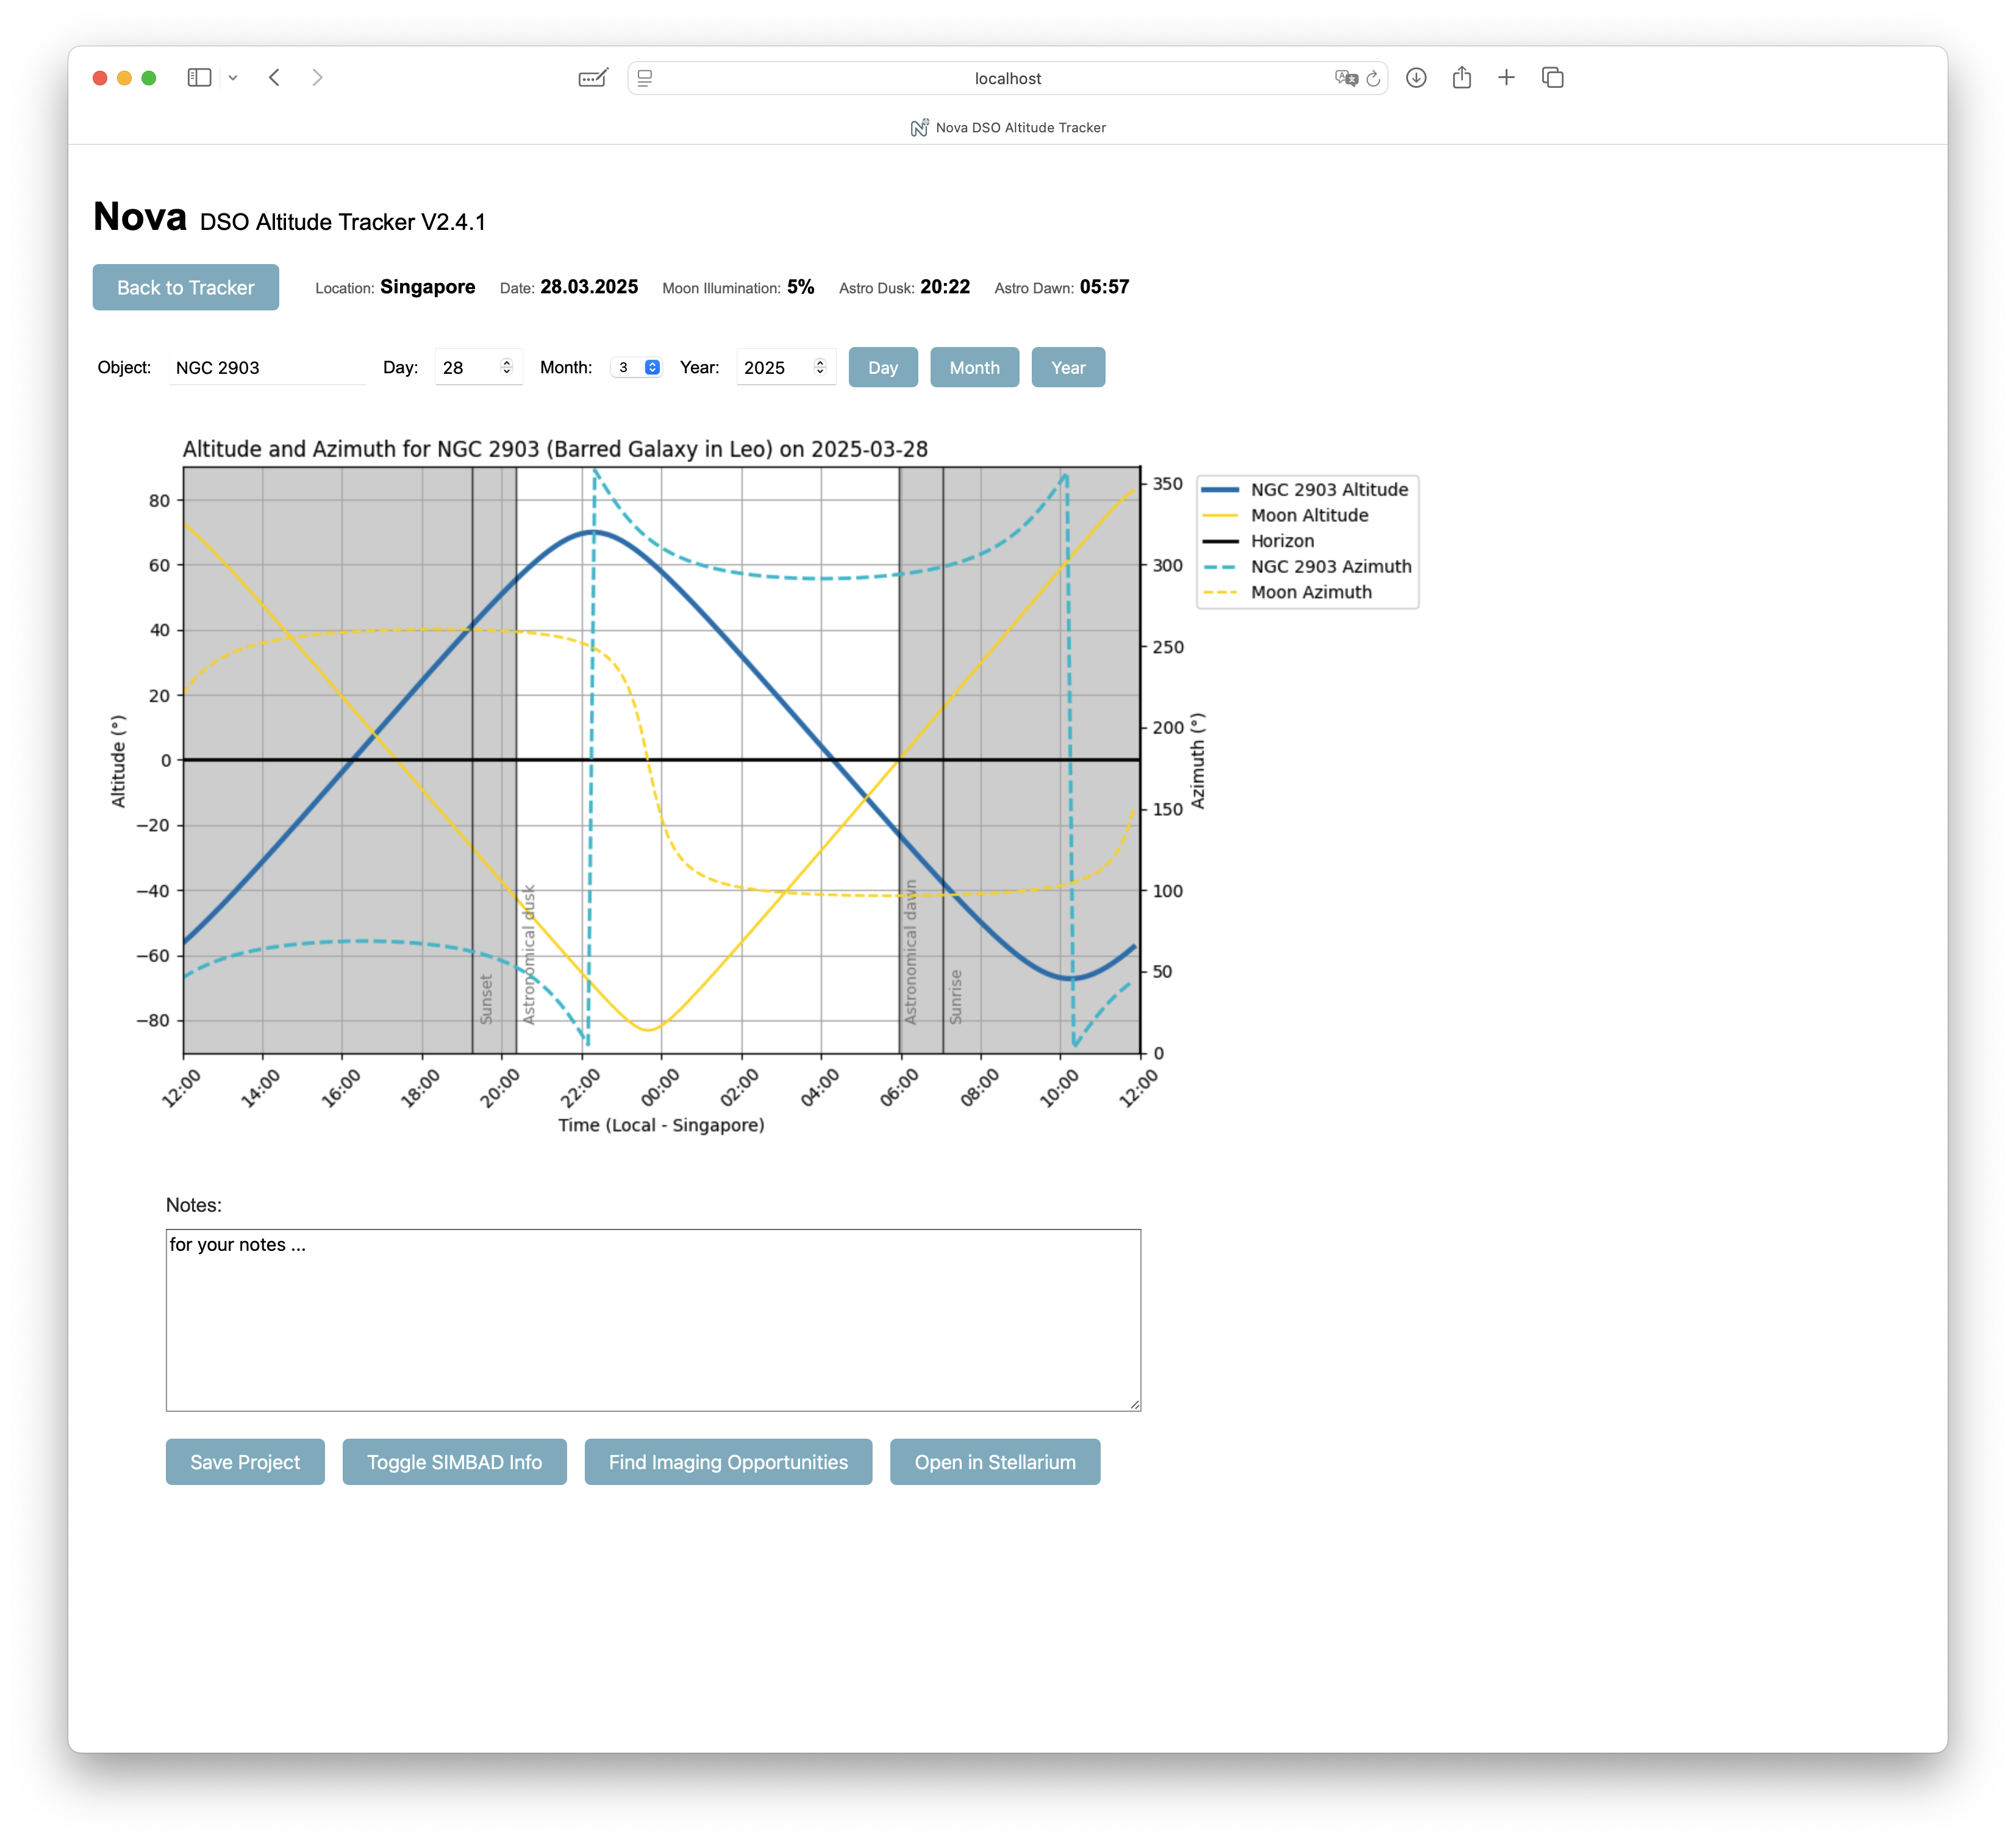 localhost
Nova DSO Altitude Tracker
Nova DSO Altitude Tracker V2.4.1
Back to Tracker Location: Singapore Date: 28.03.2025 Moon Illumination: 5% Astro Dusk: 20:22 Astro Dawn: 05:57
Object: NGC 2903 Day: 28 Month: 3 Year: 2025 Day Month Year
Altitude and Azimuth for NGC 2903 (Barred Galaxy in Leo) on 2025-03-28
Altitude (°)
80
60
40
20
0
−20
−40
−60
−80
Sunset
Astronomical dusk
Astronomical dawn
Sunrise
350
300
250
200
150
100
50
0
Azimuth (°)
NGC 2903 Altitude
Moon Altitude
Horizon
NGC 2903 Azimuth
Moon Azimuth
12:00 14:00 16:00 18:00 20:00 22:00 00:00 02:00 04:00 06:00 08:00 10:00 12:00
Time (Local - Singapore)
Notes:
for your notes ...
Save Project Toggle SIMBAD Info Find Imaging Opportunities Open in Stellarium